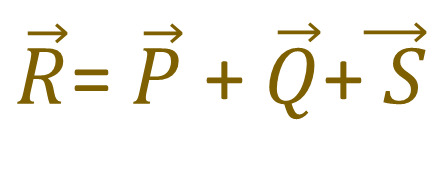 R⃗ = P⃗ + Q⃗ + S⃗